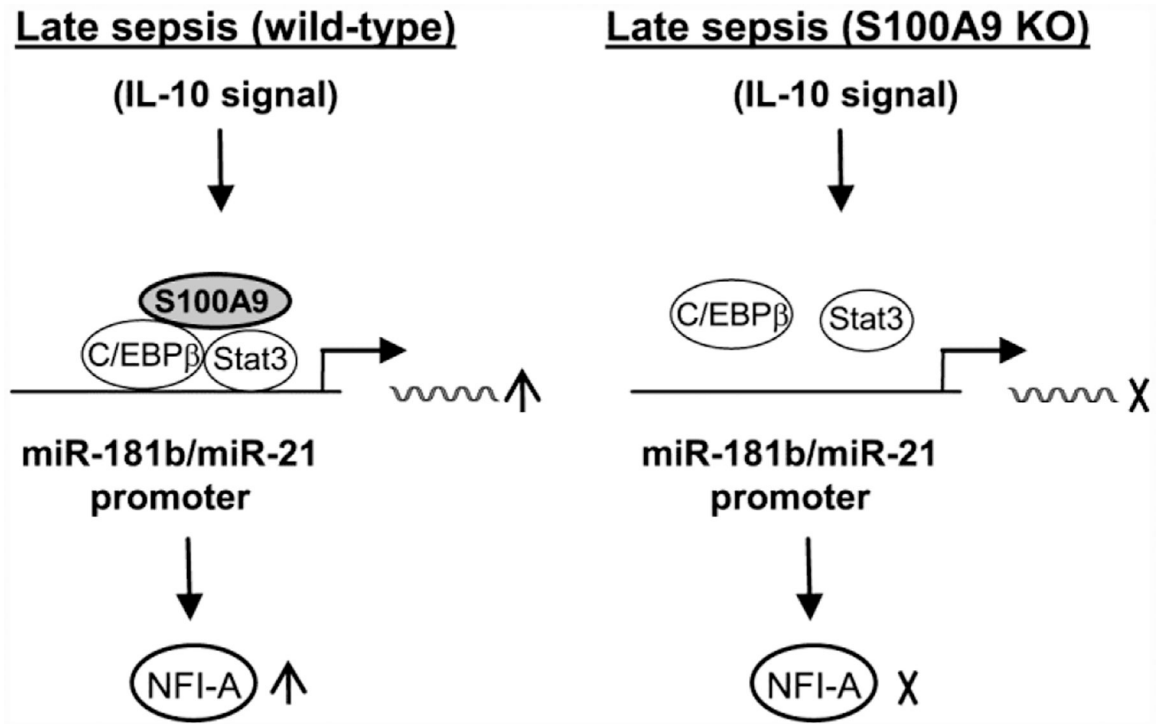 Late sepsis (wild-type)
(IL-10 signal)
S100A9
C/EBPβ
Stat3
miR-181b/miR-21
promoter
NFI-A
Late sepsis (S100A9 KO)
(IL-10 signal)
C/EBPβ
Stat3
X
miR-181b/miR-21
promoter
NFI-A X